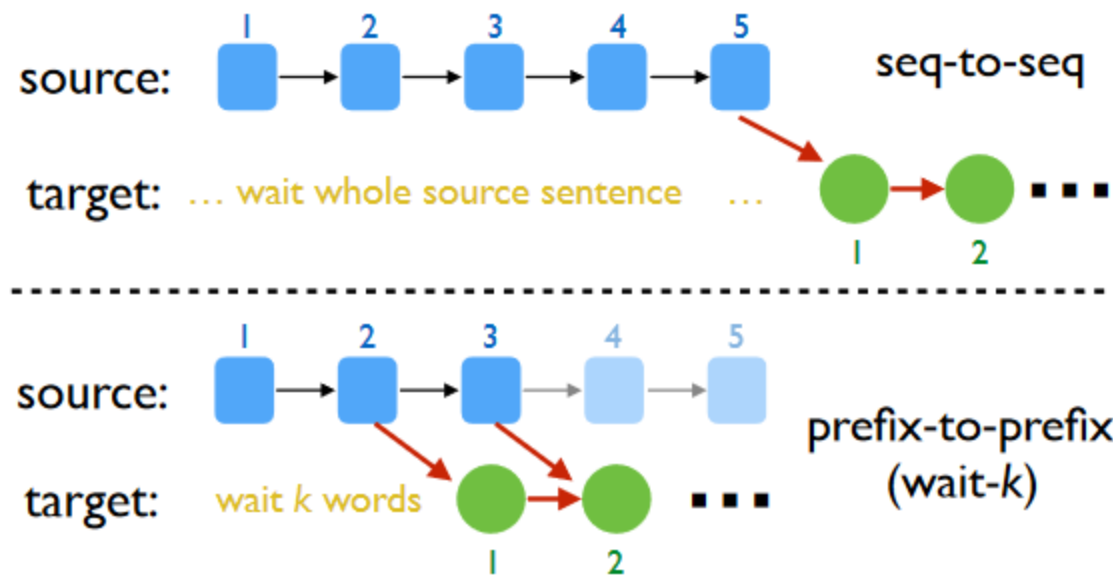 1 2 3 4 5
source: seq-to-seq
target: ... wait whole source sentence ... ...
1 2
1 2 3 4 5
source:
prefix-to-prefix
(wait-k)
target: wait k words ...
1 2